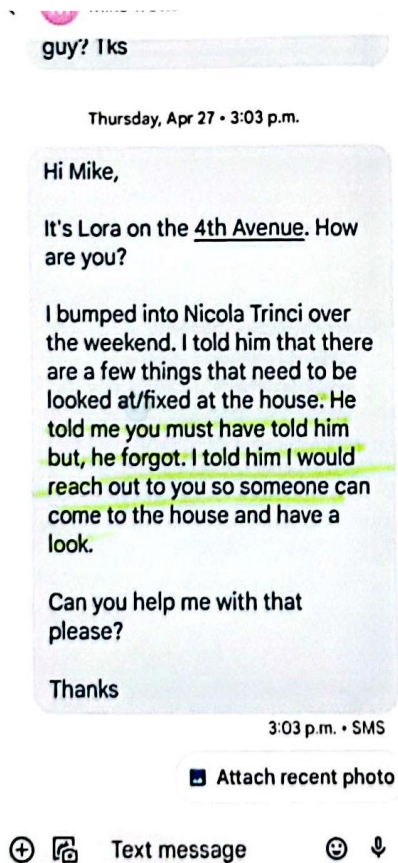 guy? Tks
Thursday, Apr 27 • 3:03 p.m.
Hi Mike,
It's Lora on the 4th Avenue. How
are you?
I bumped into Nicola Trinci over
the weekend. I told him that there
are a few things that need to be
looked at/fixed at the house. He
told me you must have told him
but, he forgot. I told him I would
reach out to you so someone can
come to the house and have a
look.
Can you help me with that
please?
Thanks
3:03 p.m. • SMS
Attach recent photo
Text message